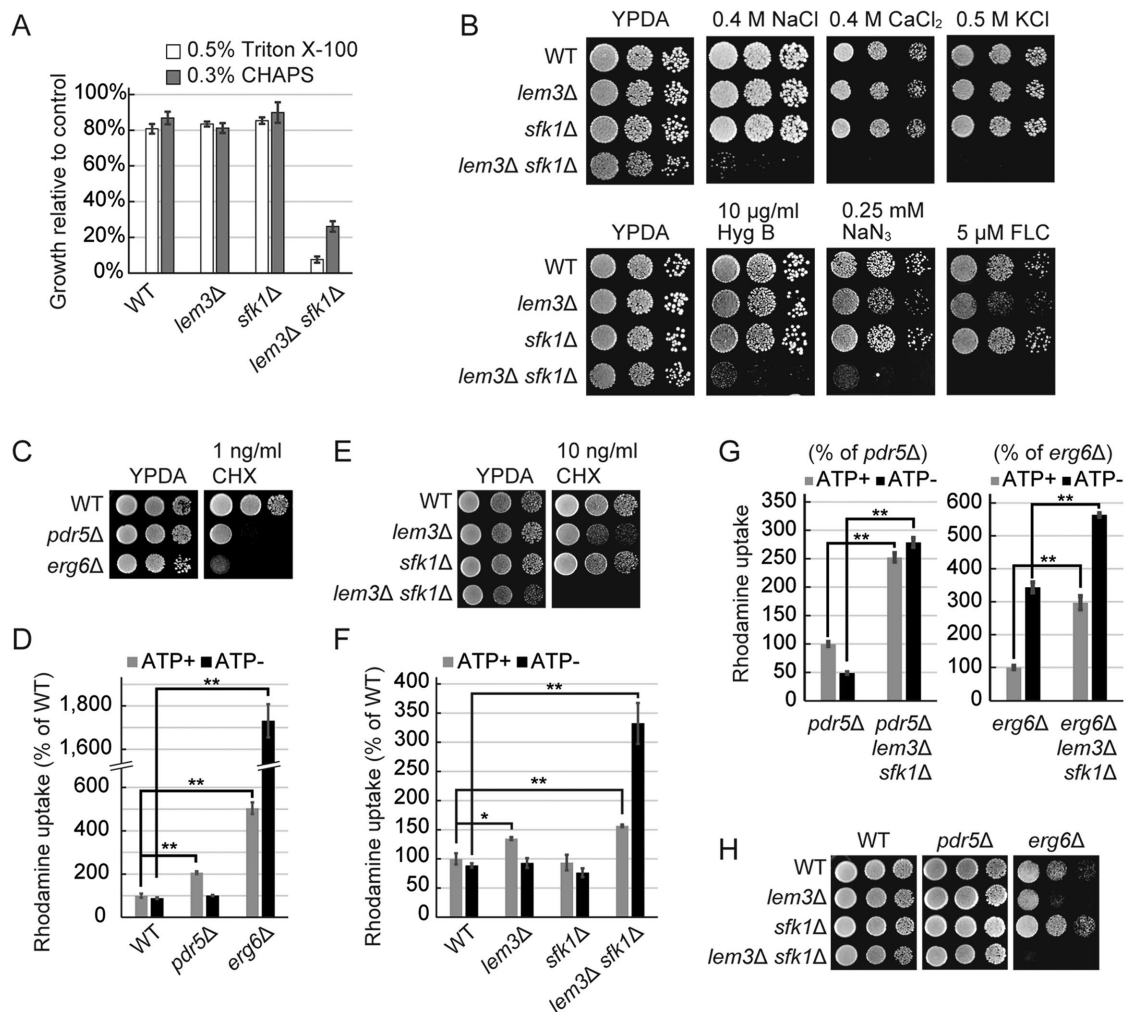 A
0.5% Triton X-100
0.3% CHAPS
Growth relative to control
100%
80%
60%
40%
20%
0%
WT
lem3Δ
sfk1Δ
lem3Δ sfk1Δ
B
YPDA
0.4 M NaCl
0.4 M CaCl₂
0.5 M KCl
WT
lem3Δ
sfk1Δ
lem3Δ sfk1Δ
YPDA
10 µg/ml
Hyg B
0.25 mM
NaN₃
5 µM FLC
WT
lem3Δ
sfk1Δ
lem3Δ sfk1Δ
C
YPDA
1 ng/ml
CHX
WT
pdr5Δ
erg6Δ
D
ATP+
ATP-
Rhodamine uptake (% of WT)
1,800
1,600
500
400
200
0
**
**
**
WT
pdr5Δ
erg6Δ
E
YPDA
10 ng/ml
CHX
WT
lem3Δ
sfk1Δ
lem3Δ sfk1Δ
F
ATP+
ATP-
Rhodamine uptake (% of WT)
400
350
300
250
200
150
100
50
0
**
**
*
WT
lem3Δ
sfk1Δ
lem3Δ sfk1Δ
G
(% of pdr5Δ)
ATP+
ATP-
Rhodamine uptake
350
300
250
200
150
100
50
0
**
**
pdr5Δ
pdr5Δ
lem3Δ
sfk1Δ
(% of erg6Δ)
ATP+
ATP-
600
500
400
300
200
100
0
**
**
erg6Δ
erg6Δ
lem3Δ
sfk1Δ
H
WT
pdr5Δ
erg6Δ
WT
lem3Δ
sfk1Δ
lem3Δ sfk1Δ